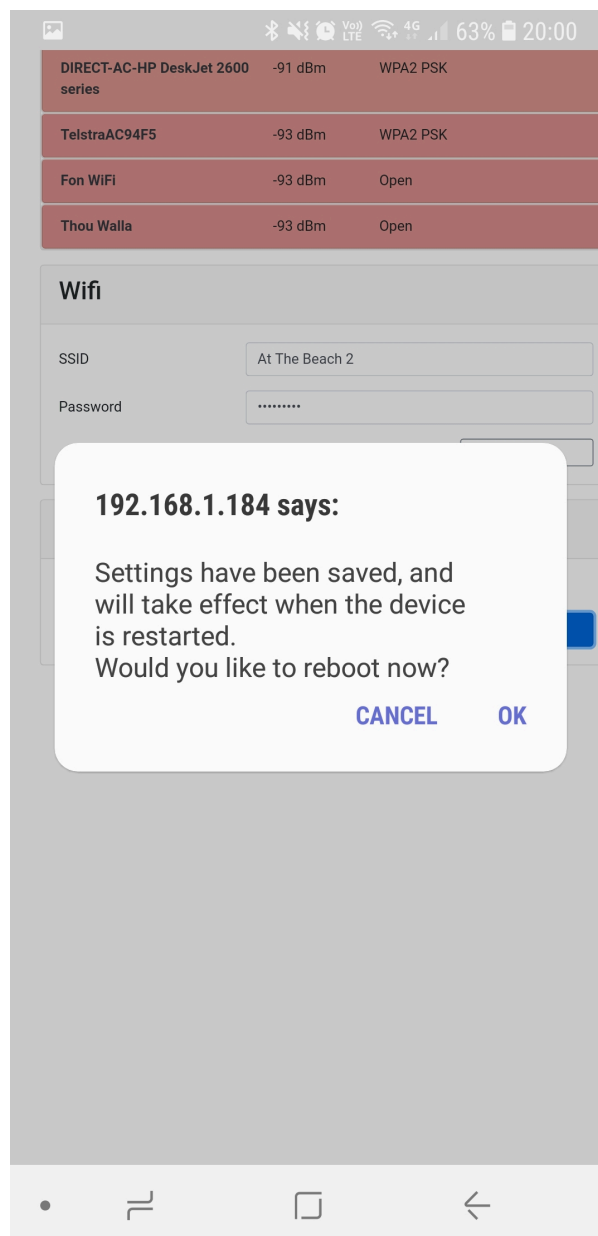 Vo)) LTE 4G 63% 20:00
DIRECT-AC-HP DeskJet 2600 series -91 dBm WPA2 PSK
TelstraAC94F5 -93 dBm WPA2 PSK
Fon WiFi -93 dBm Open
Thou Walla -93 dBm Open
Wifi
SSID At The Beach 2
Password •••••••••
192.168.1.184 says:
Settings have been saved, and
will take effect when the device
is restarted.
Would you like to reboot now?
CANCEL OK